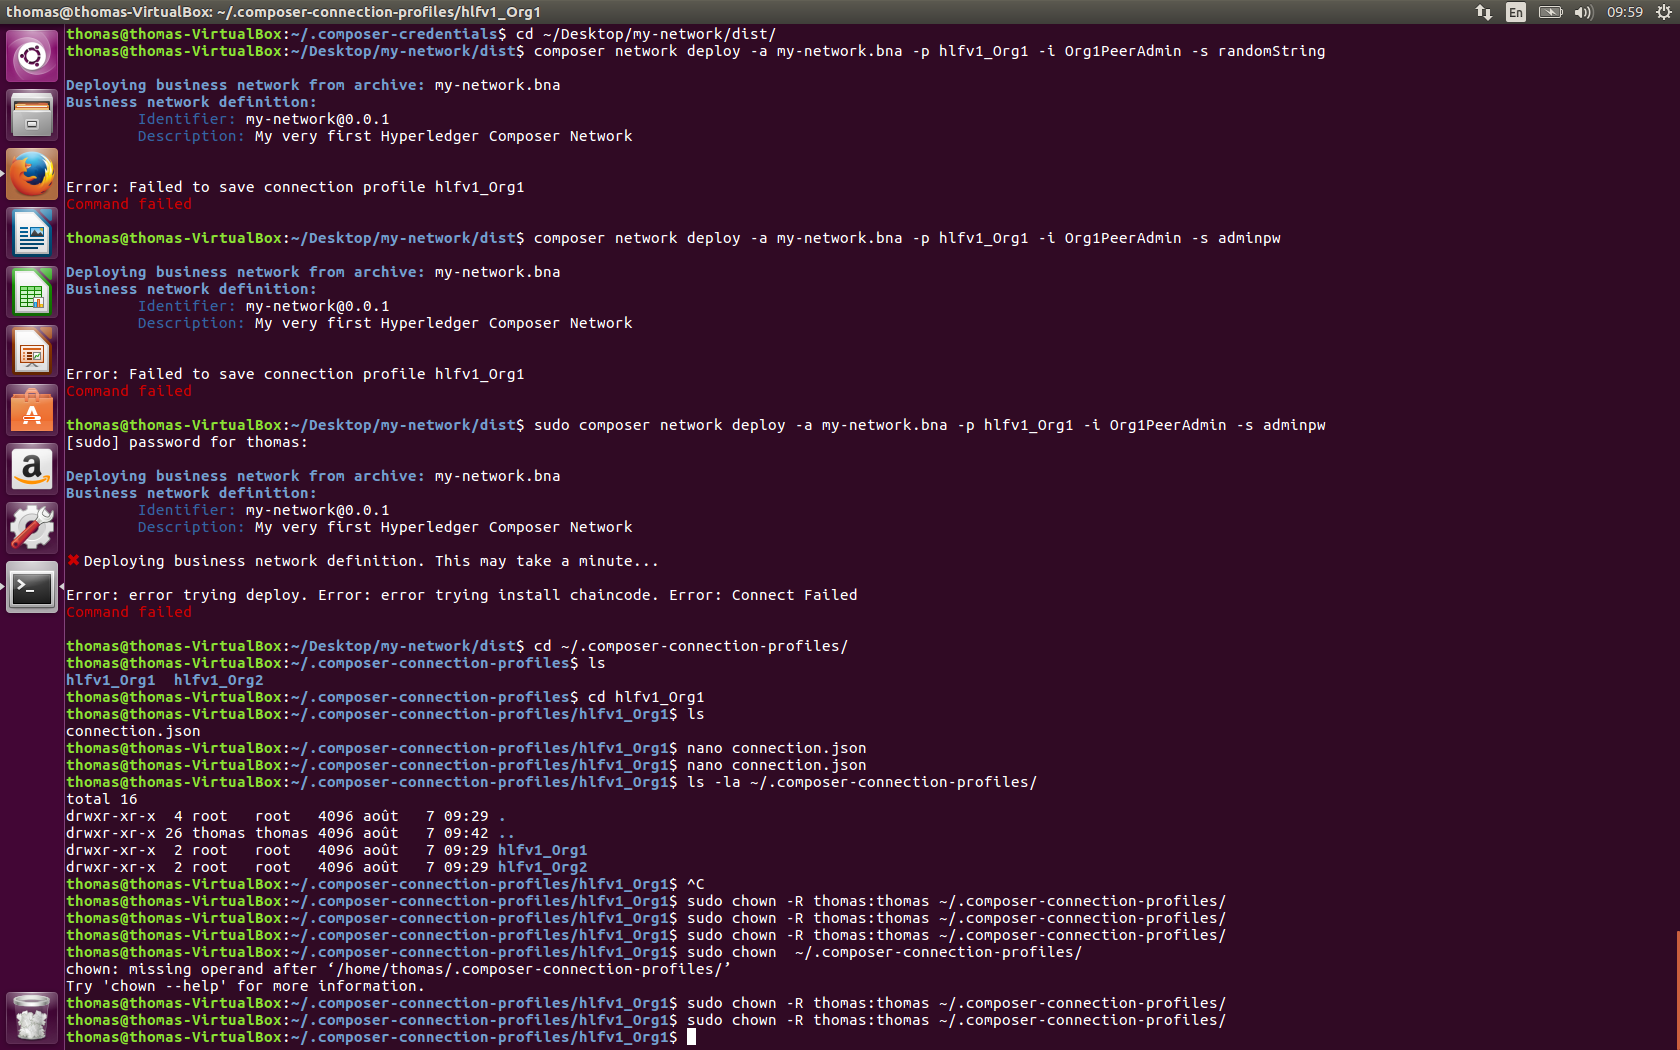 thomas@thomas-VirtualBox: ~/.composer-connection-profiles/hlfv1_Org1
En
09:59
thomas@thomas-VirtualBox:~/.composer-credentials$ cd ~/Desktop/my-network/dist/
thomas@thomas-VirtualBox:~/Desktop/my-network/dist$ composer network deploy -a my-network.bna -p hlfv1_Org1 -i Org1PeerAdmin -s randomString
Deploying business network from archive: my-network.bna
Business network definition:
Identifier: my-network@0.0.1
Description: My very first Hyperledger Composer Network
Error: Failed to save connection profile hlfv1_Org1
Command failed
thomas@thomas-VirtualBox:~/Desktop/my-network/dist$ composer network deploy -a my-network.bna -p hlfv1_Org1 -i Org1PeerAdmin -s adminpw
Deploying business network from archive: my-network.bna
Business network definition:
Identifier: my-network@0.0.1
Description: My very first Hyperledger Composer Network
Error: Failed to save connection profile hlfv1_Org1
Command failed
thomas@thomas-VirtualBox:~/Desktop/my-network/dist$ sudo composer network deploy -a my-network.bna -p hlfv1_Org1 -i Org1PeerAdmin -s adminpw
[sudo] password for thomas:
Deploying business network from archive: my-network.bna
Business network definition:
Identifier: my-network@0.0.1
Description: My very first Hyperledger Composer Network
✖ Deploying business network definition. This may take a minute...
Error: error trying deploy. Error: error trying install chaincode. Error: Connect Failed
Command failed
thomas@thomas-VirtualBox:~/Desktop/my-network/dist$ cd ~/.composer-connection-profiles/
thomas@thomas-VirtualBox:~/.composer-connection-profiles$ ls
hlfv1_Org1  hlfv1_Org2
thomas@thomas-VirtualBox:~/.composer-connection-profiles$ cd hlfv1_Org1
thomas@thomas-VirtualBox:~/.composer-connection-profiles/hlfv1_Org1$ ls
connection.json
thomas@thomas-VirtualBox:~/.composer-connection-profiles/hlfv1_Org1$ nano connection.json
thomas@thomas-VirtualBox:~/.composer-connection-profiles/hlfv1_Org1$ nano connection.json
thomas@thomas-VirtualBox:~/.composer-connection-profiles/hlfv1_Org1$ ls -la ~/.composer-connection-profiles/
total 16
drwxr-xr-x  4 root   root   4096 août   7 09:29 .
drwxr-xr-x 26 thomas thomas 4096 août   7 09:42 ..
drwxr-xr-x  2 root   root   4096 août   7 09:29 hlfv1_Org1
drwxr-xr-x  2 root   root   4096 août   7 09:29 hlfv1_Org2
thomas@thomas-VirtualBox:~/.composer-connection-profiles/hlfv1_Org1$ ^C
thomas@thomas-VirtualBox:~/.composer-connection-profiles/hlfv1_Org1$ sudo chown -R thomas:thomas ~/.composer-connection-profiles/
thomas@thomas-VirtualBox:~/.composer-connection-profiles/hlfv1_Org1$ sudo chown -R thomas:thomas ~/.composer-connection-profiles/
thomas@thomas-VirtualBox:~/.composer-connection-profiles/hlfv1_Org1$ sudo chown -R thomas:thomas ~/.composer-connection-profiles/
thomas@thomas-VirtualBox:~/.composer-connection-profiles/hlfv1_Org1$ sudo chown  ~/.composer-connection-profiles/
chown: missing operand after ‘/home/thomas/.composer-connection-profiles/’
Try 'chown --help' for more information.
thomas@thomas-VirtualBox:~/.composer-connection-profiles/hlfv1_Org1$ sudo chown -R thomas:thomas ~/.composer-connection-profiles/
thomas@thomas-VirtualBox:~/.composer-connection-profiles/hlfv1_Org1$ sudo chown -R thomas:thomas ~/.composer-connection-profiles/
thomas@thomas-VirtualBox:~/.composer-connection-profiles/hlfv1_Org1$